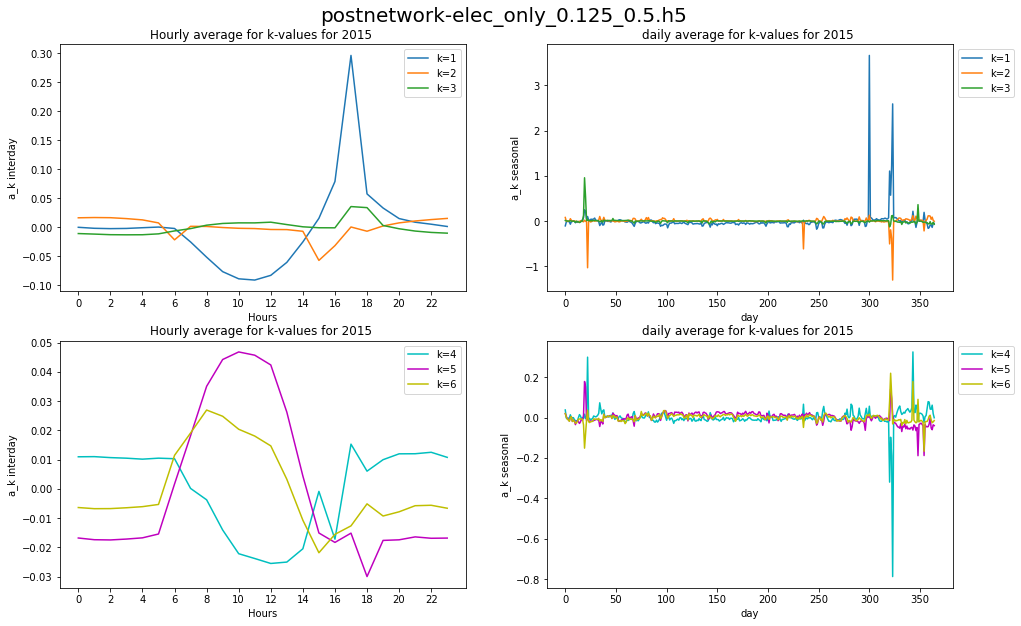 postnetwork-elec_only_0.125_0.5.h5
Hourly average for k-values for 2015
0.30
0.25
0.20
0.15
0.10
0.05
0.00
−0.05
−0.10
a_k interday
0 2 4 6 8 10 12 14 16 18 20 22
Hours
k=1
k=2
k=3
daily average for k-values for 2015
3
2
1
0
−1
a_k seasonal
0 50 100 150 200 250 300 350
day
k=1
k=2
k=3
Hourly average for k-values for 2015
0.05
0.04
0.03
0.02
0.01
0.00
−0.01
−0.02
−0.03
a_k interday
0 2 4 6 8 10 12 14 16 18 20 22
Hours
k=4
k=5
k=6
daily average for k-values for 2015
0.2
0.0
−0.2
−0.4
−0.6
−0.8
a_k seasonal
0 50 100 150 200 250 300 350
day
k=4
k=5
k=6